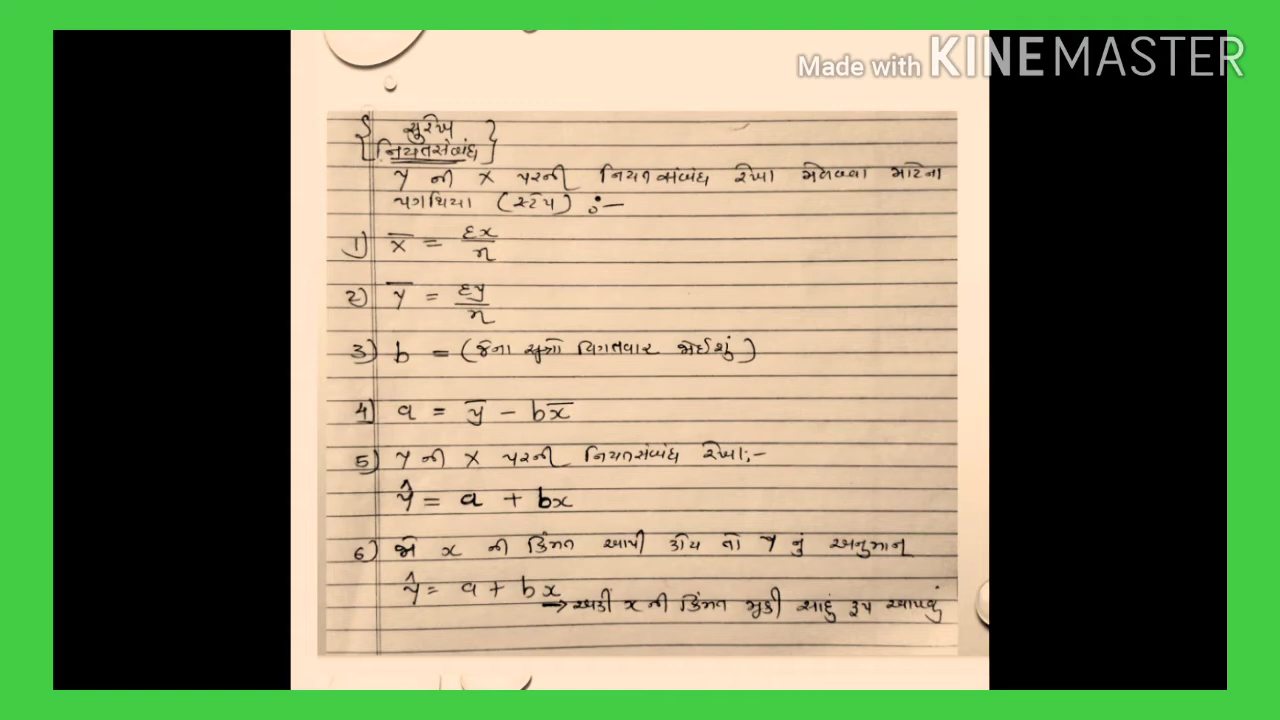 Made with KINEMASTER
{ સુરેખ
નિયતસંબંધ }
Y ની X પરની નિયતસંબંધ રેખા મેળવવા માટેના
પગથિયા (સ્ટેપ) :-
1) x̄ = Σx/n
2) ȳ = Σy/n
3) b = (જેના સૂત્રો વિગતવાર જોઈશું)
4) a = ȳ - bx̄
5) Y ની X પરની નિયતસંબંધ રેખા:-
ŷ = a + bx
6) જો x ની કિંમત આપી હોય તો Y નું અનુમાન
ŷ = a + bx
→ અહીં x ની કિંમત મુકી સાદું રૂપ આપવું